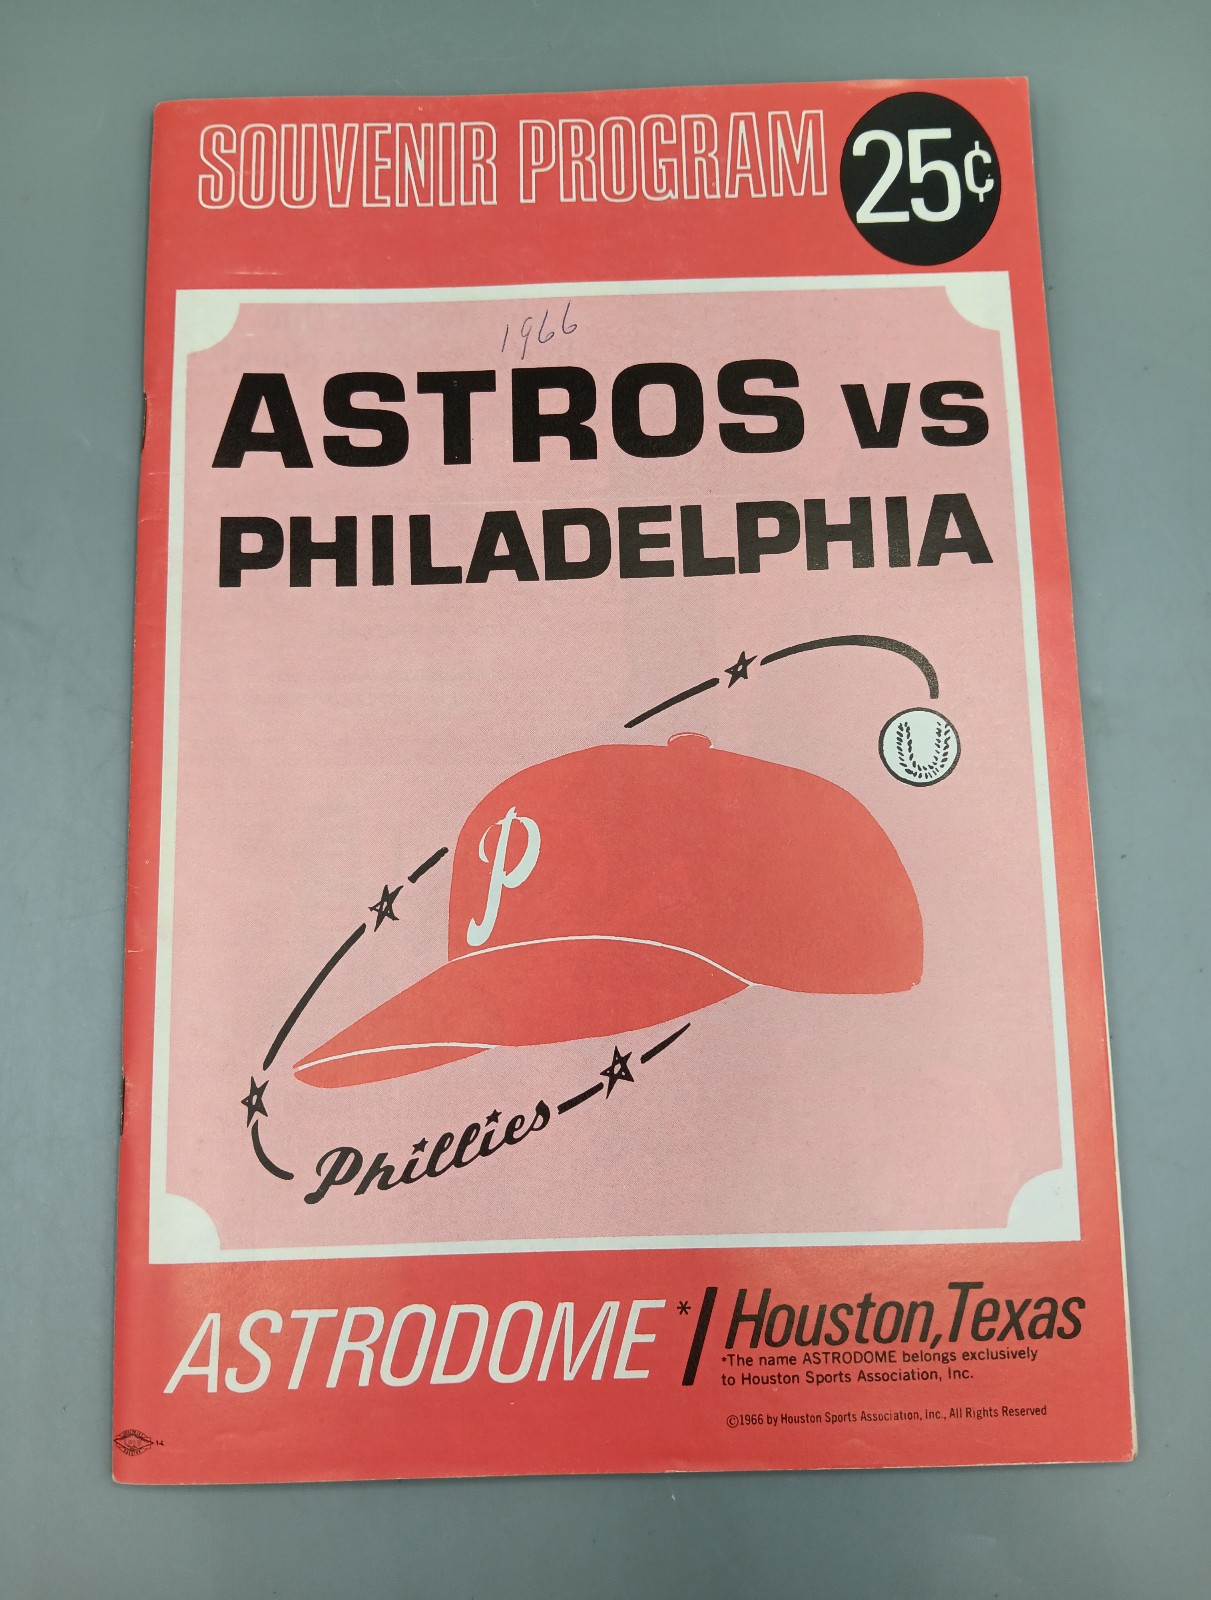 SOUVENIR PROGRAM
25¢
1966
ASTROS vs
PHILADELPHIA
P
Phillies
ASTRODOME* / Houston, Texas
*The name ASTRODOME belongs exclusively
to Houston Sports Association, Inc.
©1966 by Houston Sports Association, Inc., All Rights Reserved
14